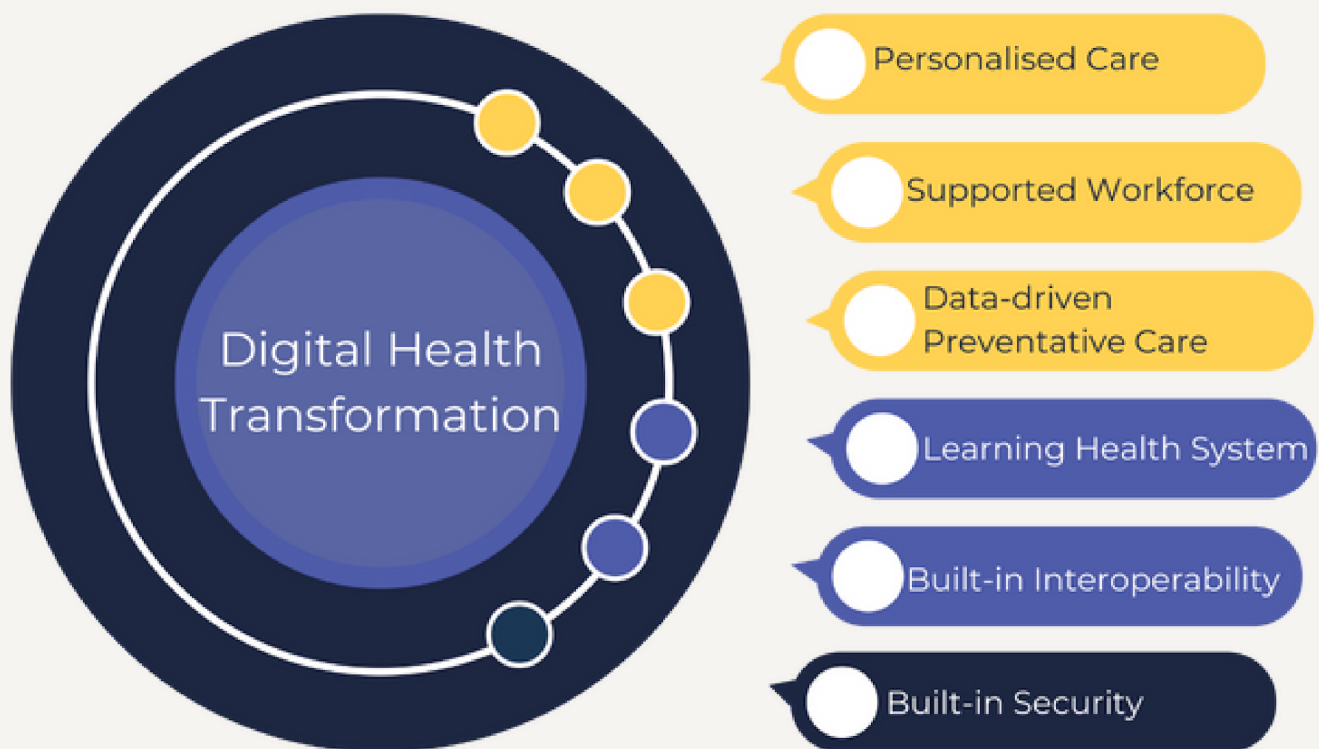 Digital Health
Transformation
Personalised Care
Supported Workforce
Data-driven
Preventative Care
Learning Health System
Built-in Interoperability
Built-in Security